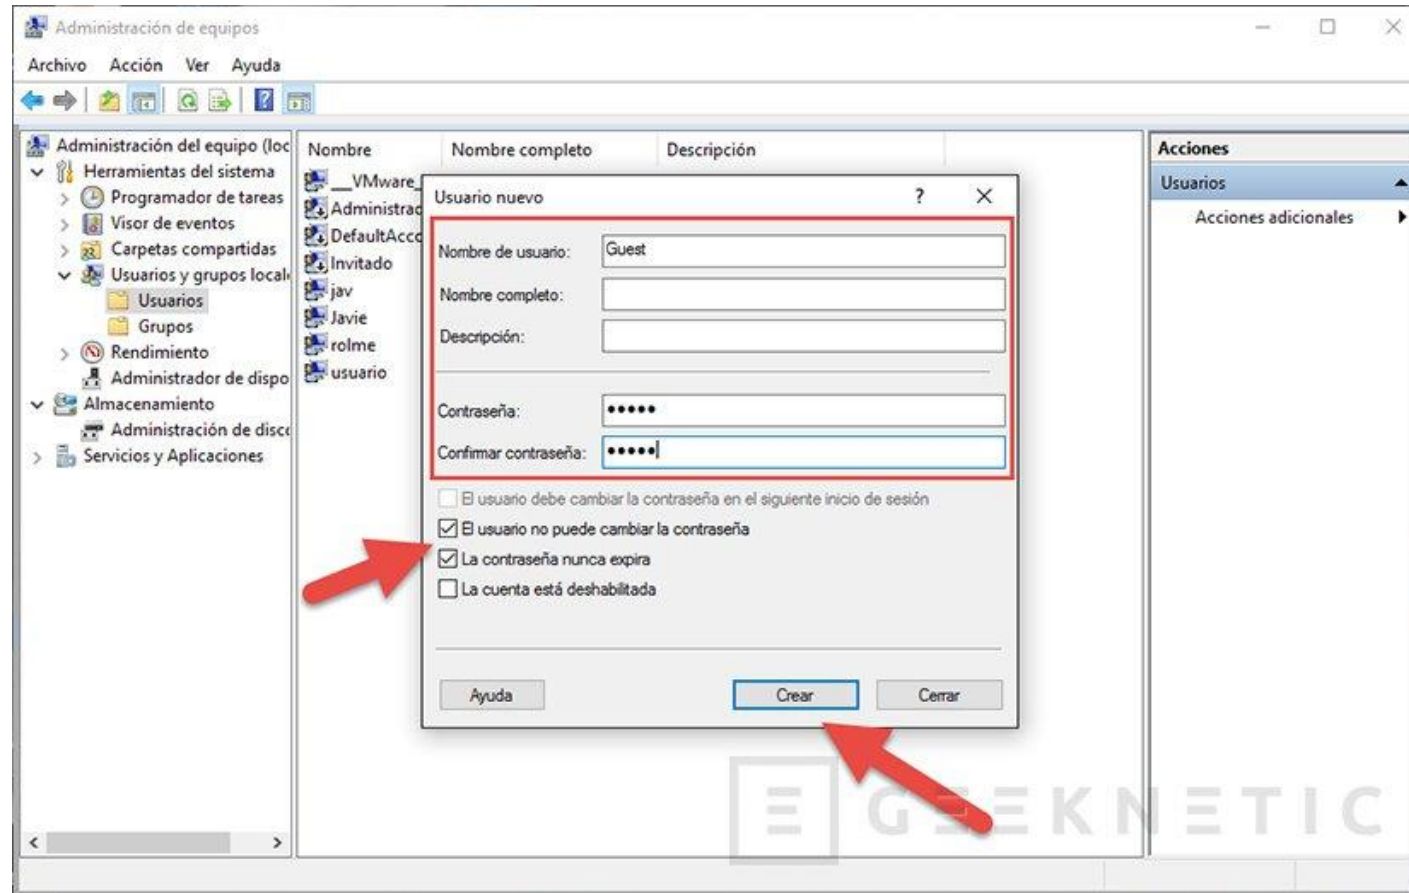 Administración de equipos
Archivo Acción Ver Ayuda
Administración del equipo (loc
Herramientas del sistema
Programador de tareas
Visor de eventos
Carpetas compartidas
Usuarios y grupos local
Usuarios
Grupos
Rendimiento
Administrador de dispo
Almacenamiento
Administración de disc
Servicios y Aplicaciones
Nombre Nombre completo Descripción
__VMware_
Administrad
DefaultAcco
Invitado
jav
Javie
rolme
usuario
Usuario nuevo ?
Nombre de usuario: Guest
Nombre completo:
Descripción:
Contraseña: •••••
Confirmar contraseña: •••••
El usuario debe cambiar la contraseña en el siguiente inicio de sesión
El usuario no puede cambiar la contraseña
La contraseña nunca expira
La cuenta está deshabilitada
Ayuda Crear Cerrar
Acciones
Usuarios
Acciones adicionales
GEEKNETIC